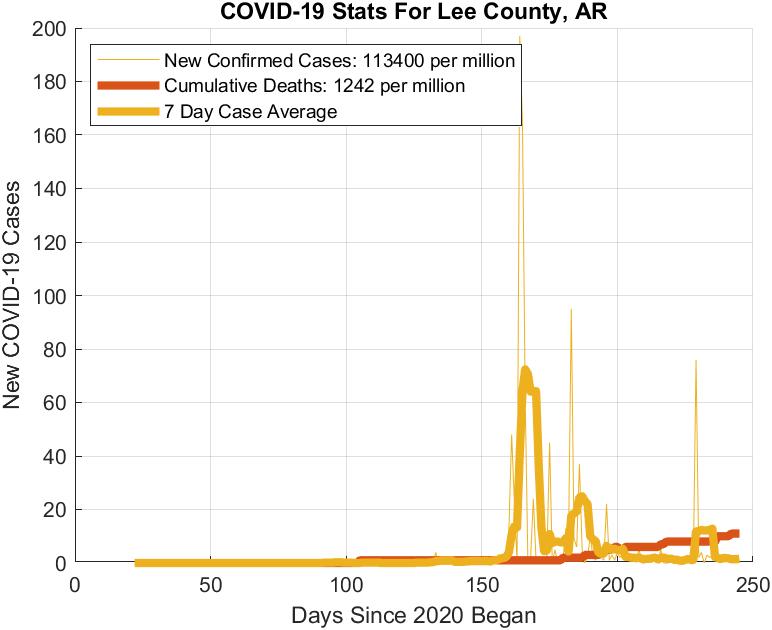 COVID-19 Stats For Lee County, AR
New Confirmed Cases: 113400 per million
Cumulative Deaths: 1242 per million
7 Day Case Average
New COVID-19 Cases
200
180
160
140
120
100
80
60
40
20
0
0 50 100 150 200 250
Days Since 2020 Began